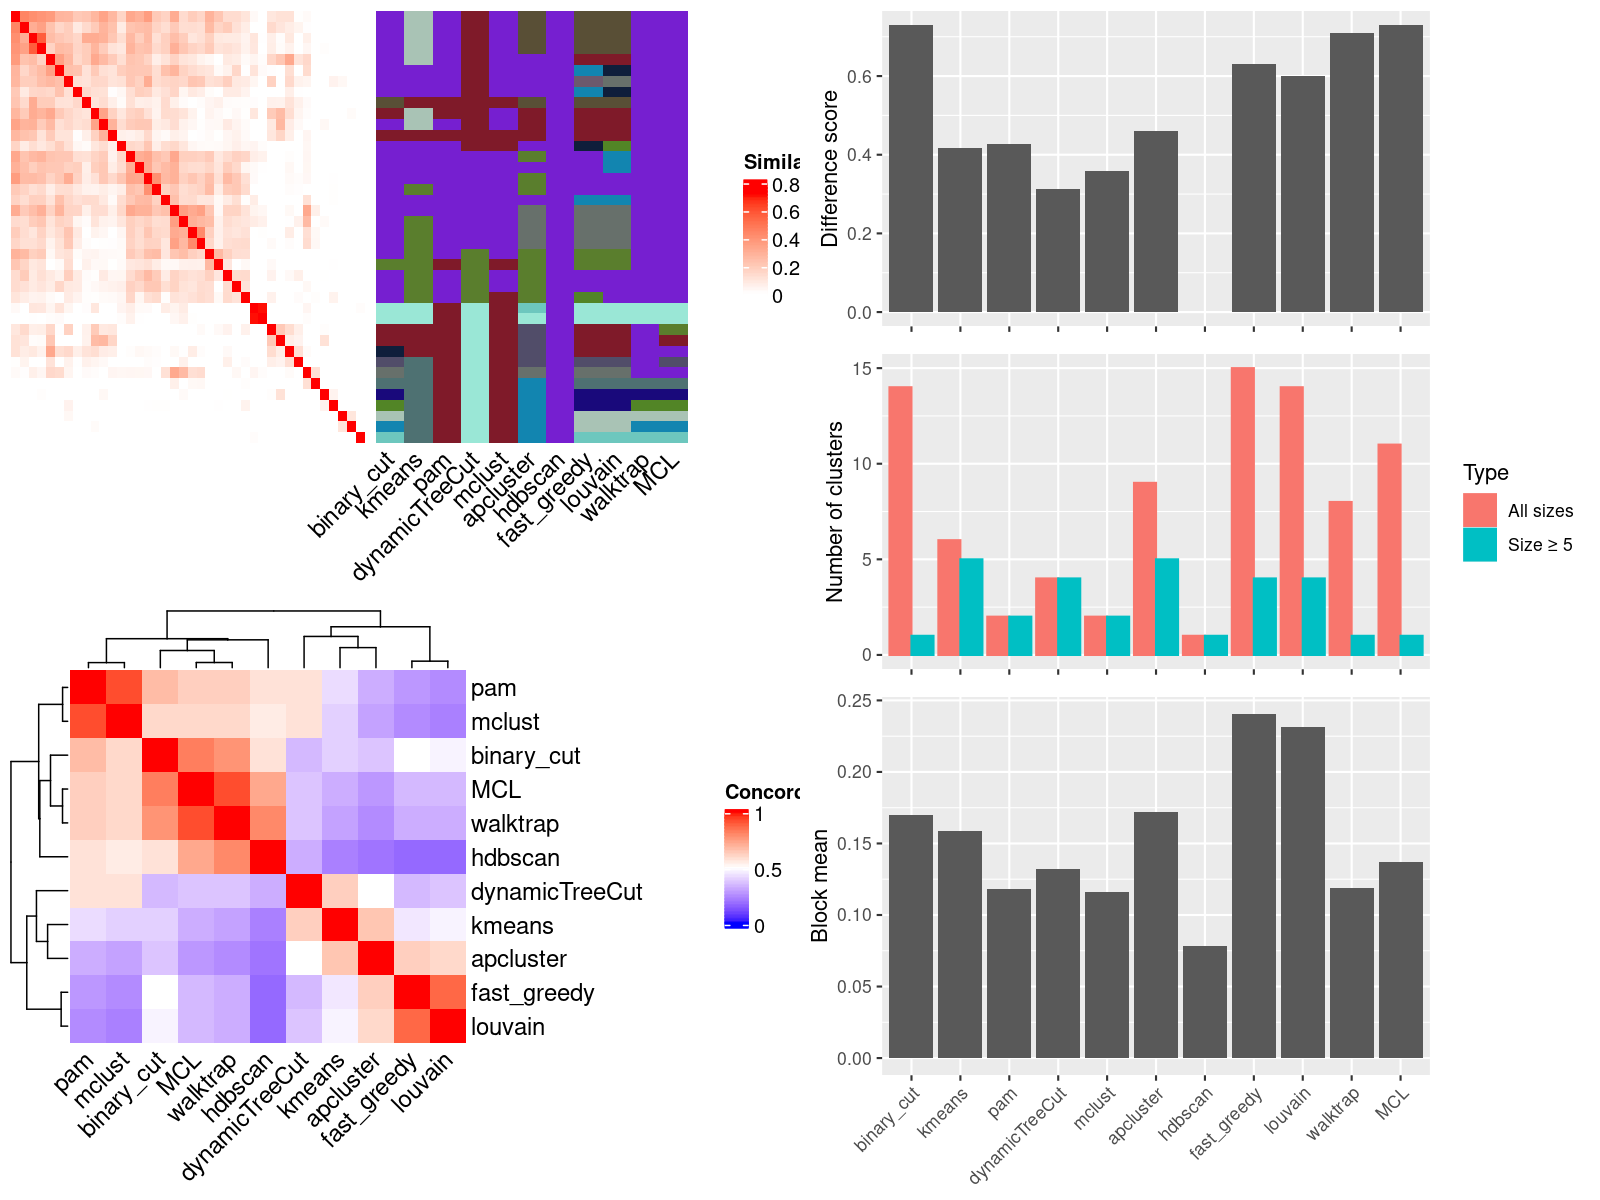 Simila
0.8
0.6
0.4
0.2
0
binary_cut
kmeans
pam
dynamicTreeCut
mclust
apcluster
hdbscan
fast_greedy
louvain
walktrap
MCL
Difference score
0.6
0.4
0.2
0.0
Number of clusters
15
10
5
0
Type
All sizes
Size ≥ 5
pam
mclust
binary_cut
MCL
walktrap
hdbscan
dynamicTreeCut
kmeans
apcluster
fast_greedy
louvain
pam
mclust
binary_cut
MCL
walktrap
hdbscan
dynamicTreeCut
kmeans
apcluster
fast_greedy
louvain
Concord
1
0.5
0
Block mean
0.25
0.20
0.15
0.10
0.05
0.00
binary_cut
kmeans
pam
dynamicTreeCut
mclust
apcluster
hdbscan
fast_greedy
louvain
walktrap
MCL